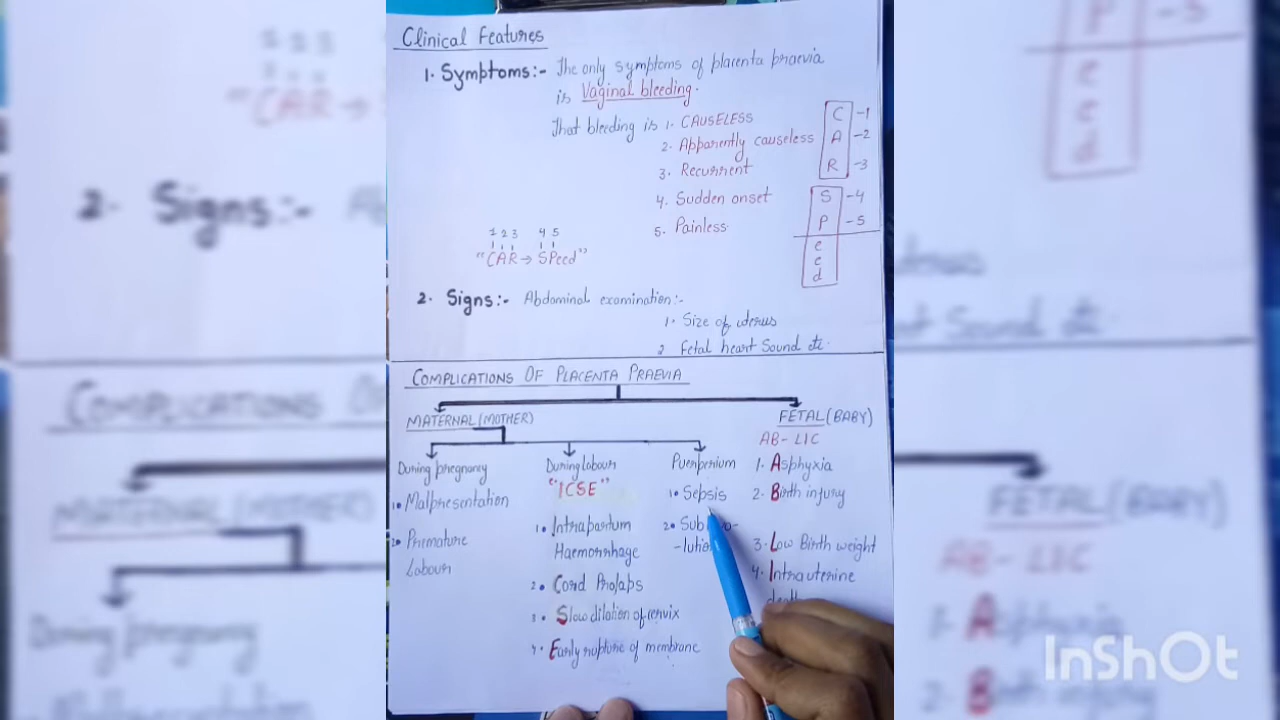 Clinical Features
1. Symptoms:- The only symptoms of placenta praevia
is Vaginal bleeding.
That bleeding is 1. CAUSELESS
2. Apparently causeless
3. Recurrent
4. Sudden onset
5. Painless
C -1
A -2
R -3
S -4
P -5
e
e
d
1 2 3 4 5
"CAR → SPeed"
2. Signs:- Abdominal examination:-
1. Size of uterus
2 Fetal heart Sound etc.
COMPLICATIONS OF PLACENTA PRAEVIA
MATERNAL (MOTHER)
During pregnancy
1. Malpresentation
2. Premature
Labour
During labour
"ICSE"
1. Intrapartum
Haemorrhage
2. Cord Prolaps
3. Slow dilation of cervix
4. Early rupture of membrane
Puerperium
1. Sepsis
2. Sub
-lutio
FETAL (BABY)
AB- LIC
1. Asphyxia
2. Birth injury
3. Low Birth weight
4. Intrauterine
InShOt